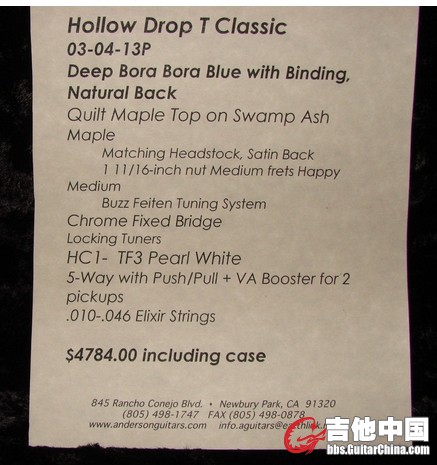 Hollow Drop T Classic
03-04-13P
Deep Bora Bora Blue with Binding,
Natural Back
Quilt Maple Top on Swamp Ash
Maple
Matching Headstock, Satin Back
1 11/16-inch nut Medium frets Happy
Medium
Buzz Feiten Tuning System
Chrome Fixed Bridge
Locking Tuners
HC1- TF3 Pearl White
5-Way with Push/Pull + VA Booster for 2
pickups
.010-.046 Elixir Strings
$4784.00 including case
845 Rancho Conejo Blvd. • Newbury Park, CA 91320
(805) 498-1747 FAX (805) 498-0878
www.andersonguitars.com info.aguitars@earthlink
吉他中国
bbs.GuitarChina.com